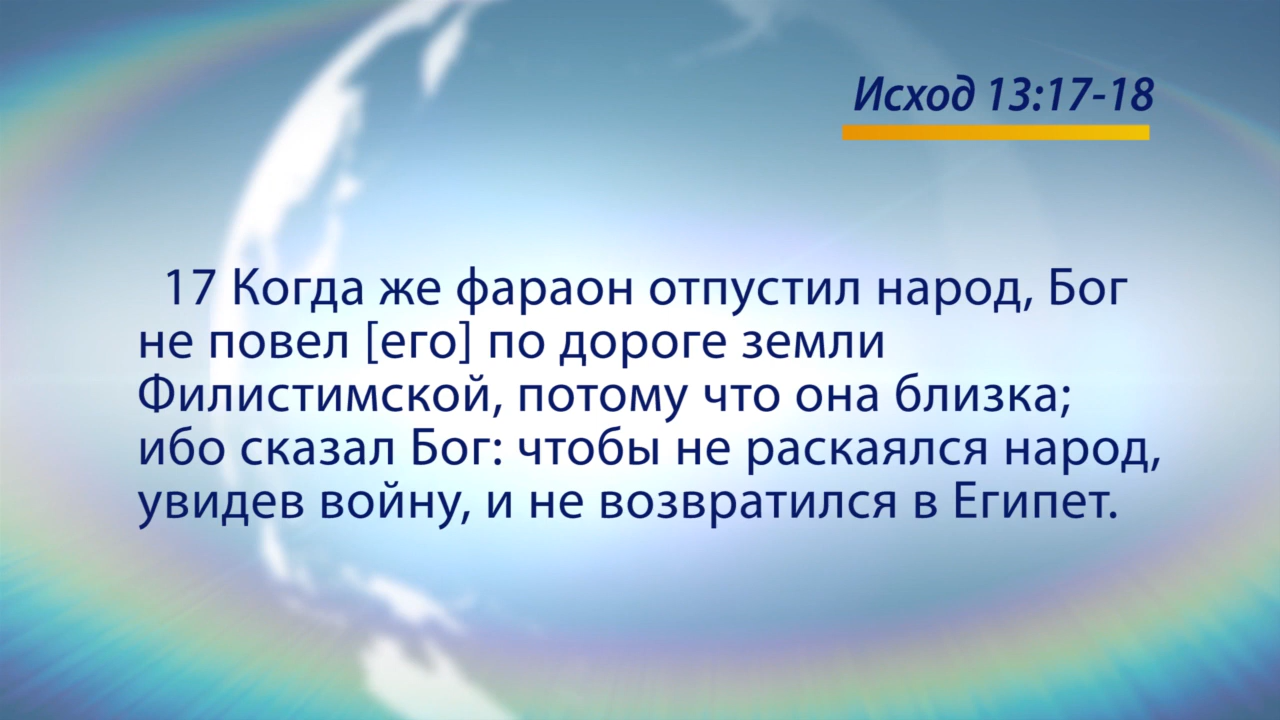 Исход 13:17-18
17 Когда же фараон отпустил народ, Бог
не повел [его] по дороге земли
Филистимской, потому что она близка;
ибо сказал Бог: чтобы не раскаялся народ,
увидев войну, и не возвратился в Египет.